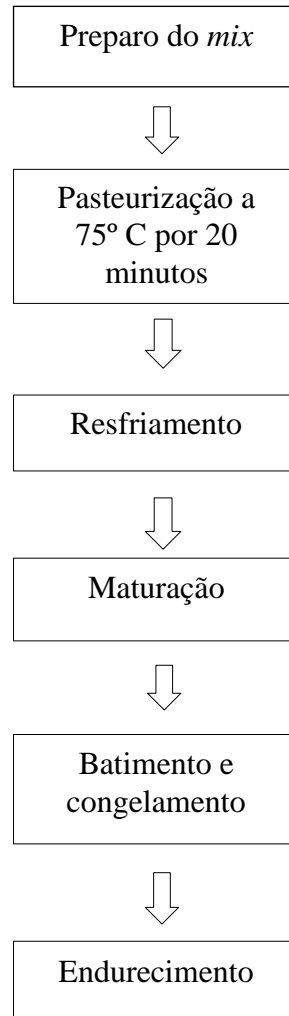 Preparo do mix
Pasteurização a
75º C por 20
minutos
Resfriamento
Maturação
Batimento e
congelamento
Endurecimento